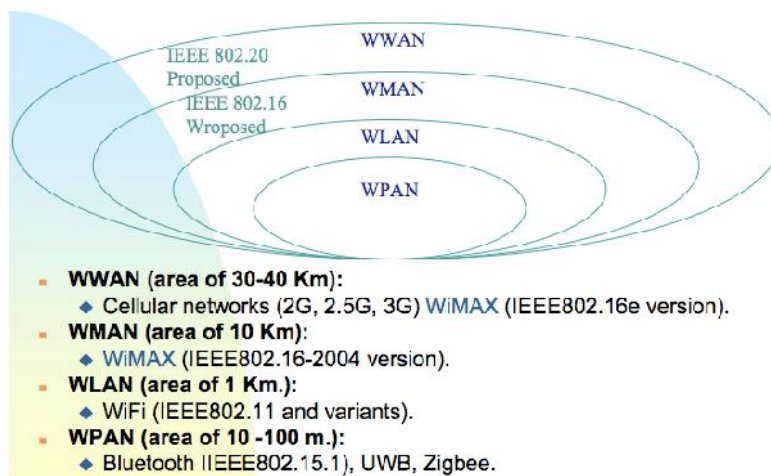 WWAN
IEEE 802.20
Proposed
WMAN
IEEE 802.16
Wroposed
WLAN
WPAN
WWAN (area of 30-40 Km):
Cellular networks (2G, 2.5G, 3G) WiMAX (IEEE802.16e version).
WMAN (area of 10 Km):
WiMAX (IEEE802.16-2004 version).
WLAN (area of 1 Km.):
WiFi (IEEE802.11 and variants).
WPAN (area of 10 -100 m.):
Bluetooth IIEEE802.15.1), UWB, Zigbee.